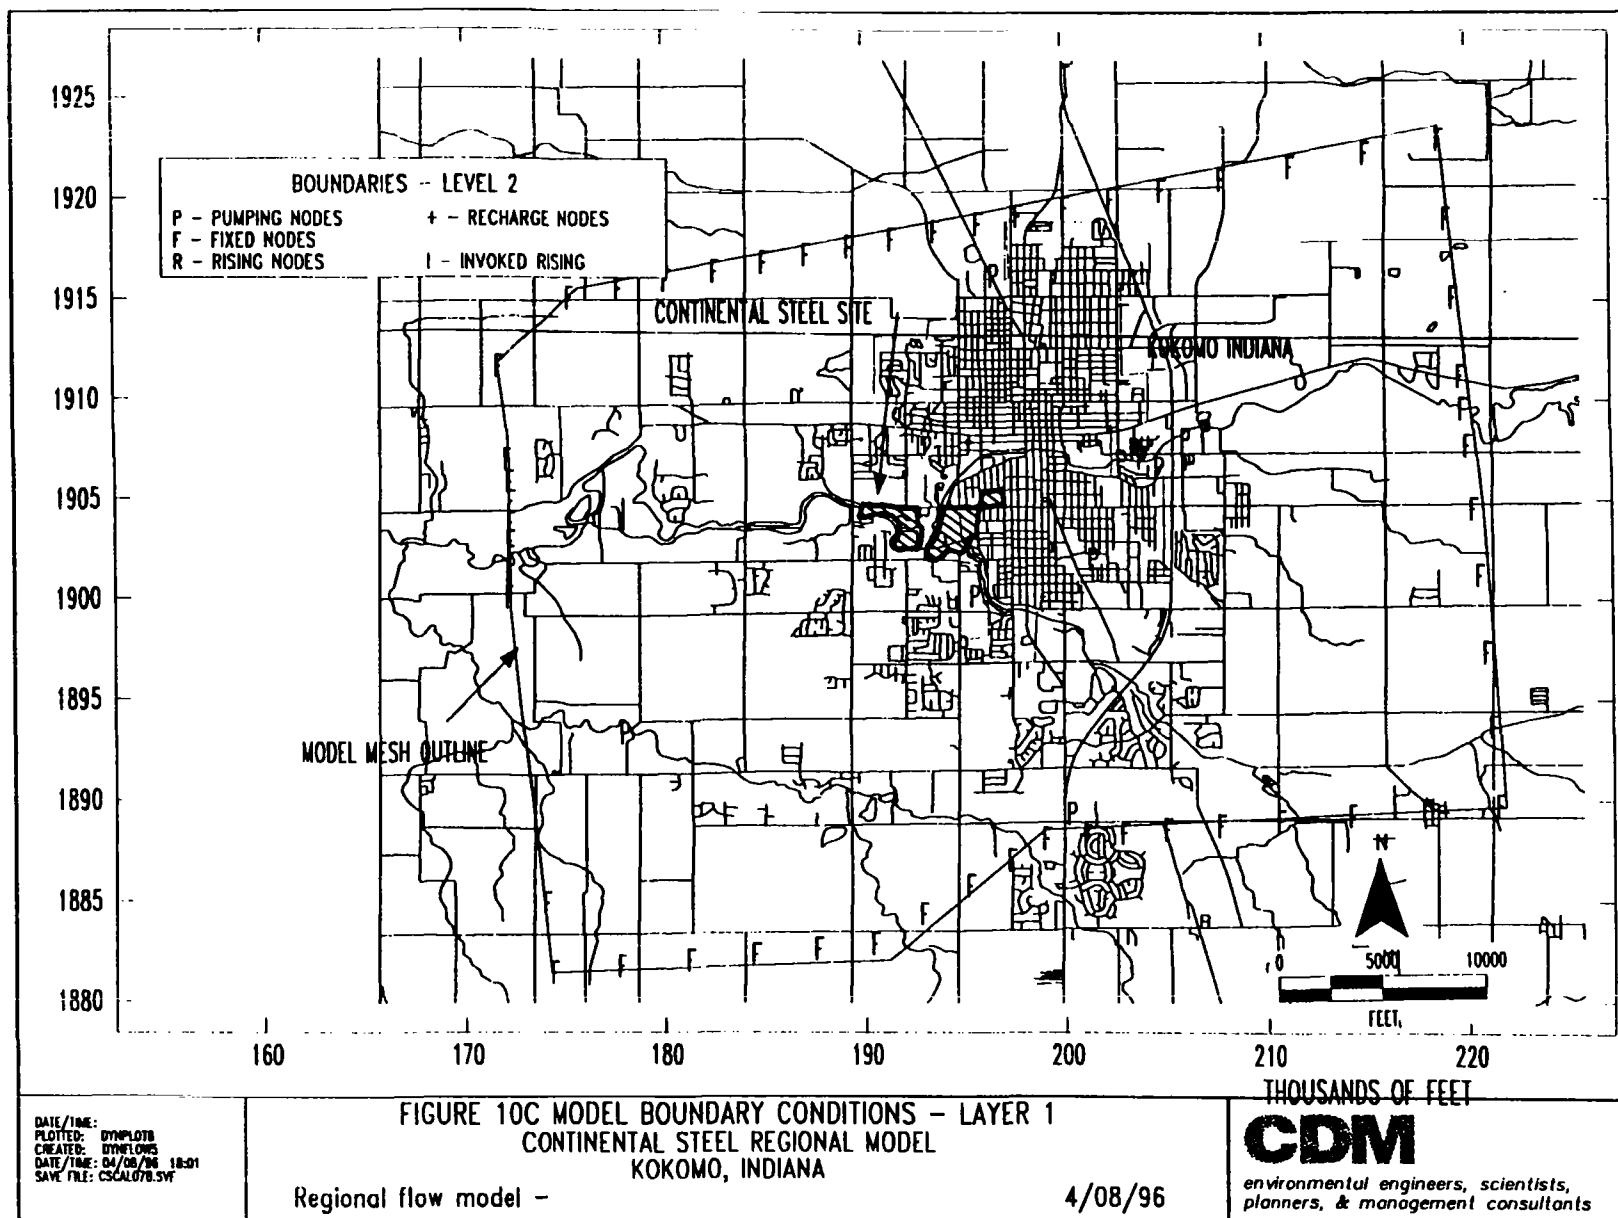 1925
1920
1915
1910
1905
1900
1895
1890
1885
1880
BOUNDARIES -- LEVEL 2
P - PUMPING NODES + - RECHARGE NODES
F - FIXED NODES
R - RISING NODES I - INVOKED RISING
CONTINENTAL STEEL SITE
KOKOMO INDIANA
MODEL MESH OUTLINE
N
0 5000 10000
FEET
160 170 180 190 200 210 220
THOUSANDS OF FEET
DATE/TIME:
PLOTTED: DYNPLOT8
CREATED: DYNFLOW5
DATE/TIME: 04/08/96 18:01
SAVE FILE: CSCAL07B.SVF
FIGURE 10C MODEL BOUNDARY CONDITIONS - LAYER 1
CONTINENTAL STEEL REGIONAL MODEL
KOKOMO, INDIANA
Regional flow model - 4/08/96
CDM
environmental engineers, scientists,
planners, & management consultants